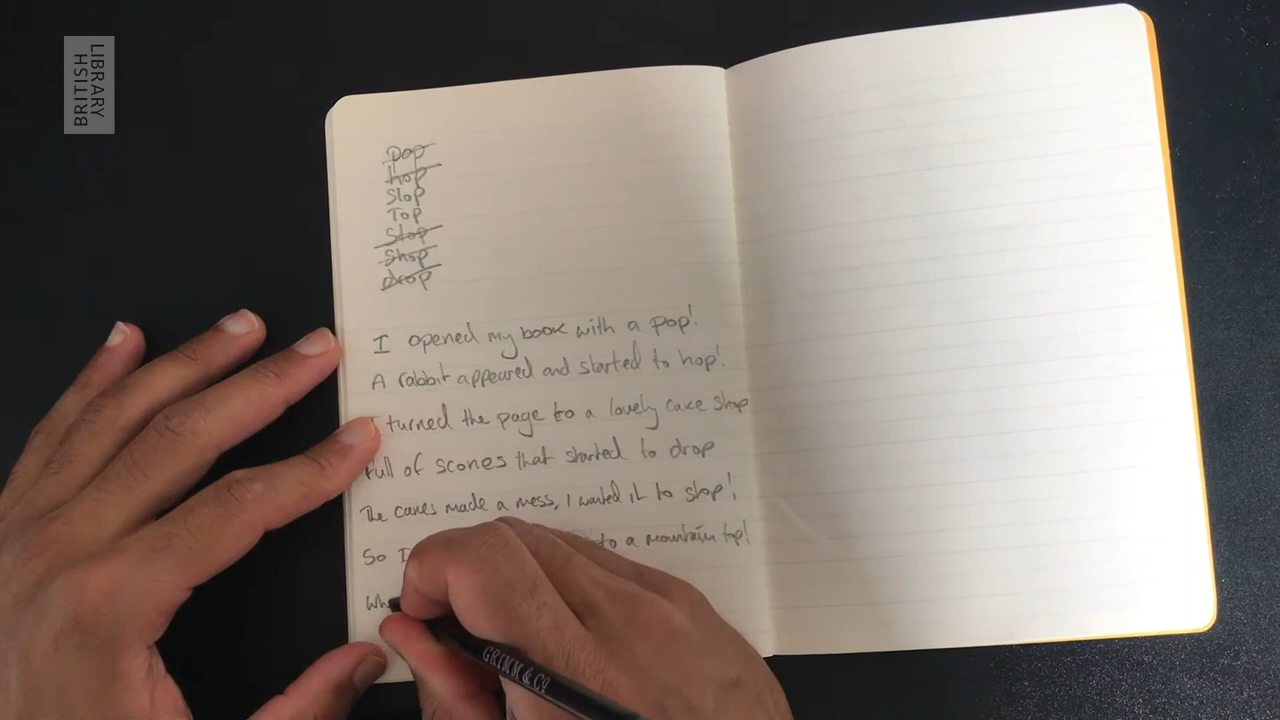 BRITISH
LIBRARY
pop
hop
Slop
Top
Stop
Shop
drop
I opened my book with a pop!
A rabbit appeared and started to hop!
I turned the page to a lovely cake shop
Full of scones that started to drop
The cakes made a mess, I wanted it to stop!
So I to a mountain top!
Whe
GRIMM & CO